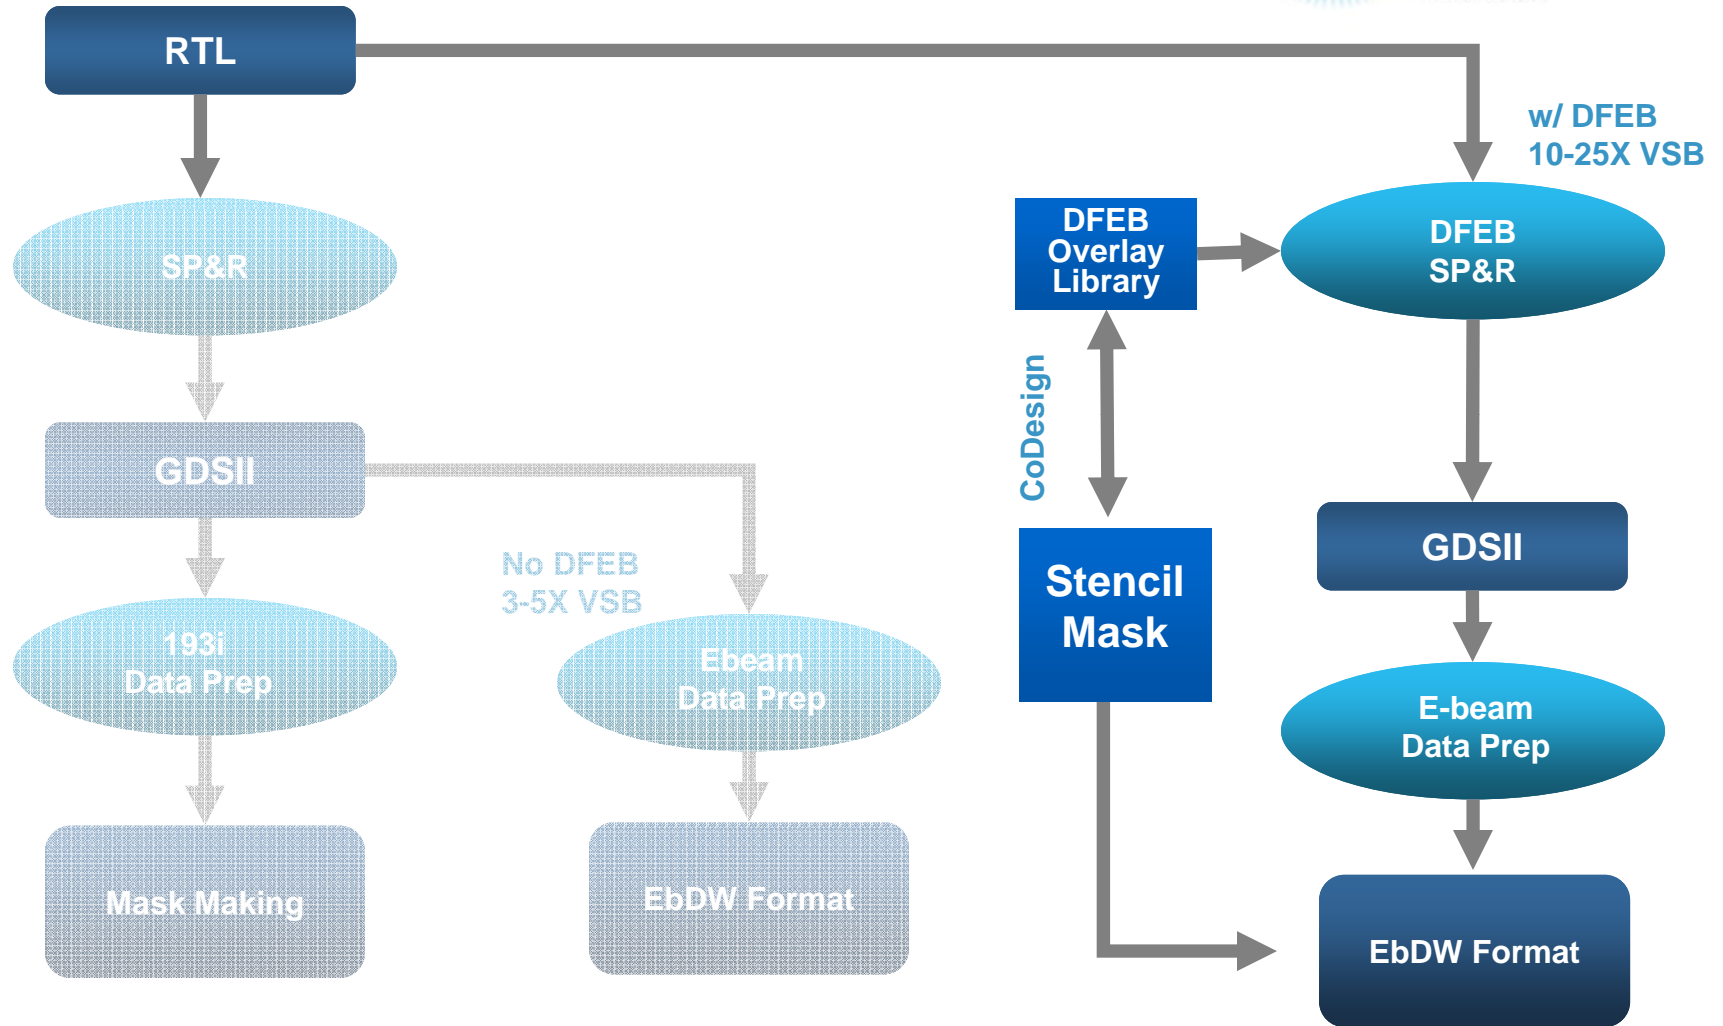 RTL
w/ DFEB
10-25X VSB
SP&R
DFEB
Overlay
Library
DFEB
SP&R
CoDesign
GDSII
No DFEB
3-5X VSB
Stencil
Mask
GDSII
193i
Data Prep
Ebeam
Data Prep
E-beam
Data Prep
Mask Making
EbDW Format
EbDW Format